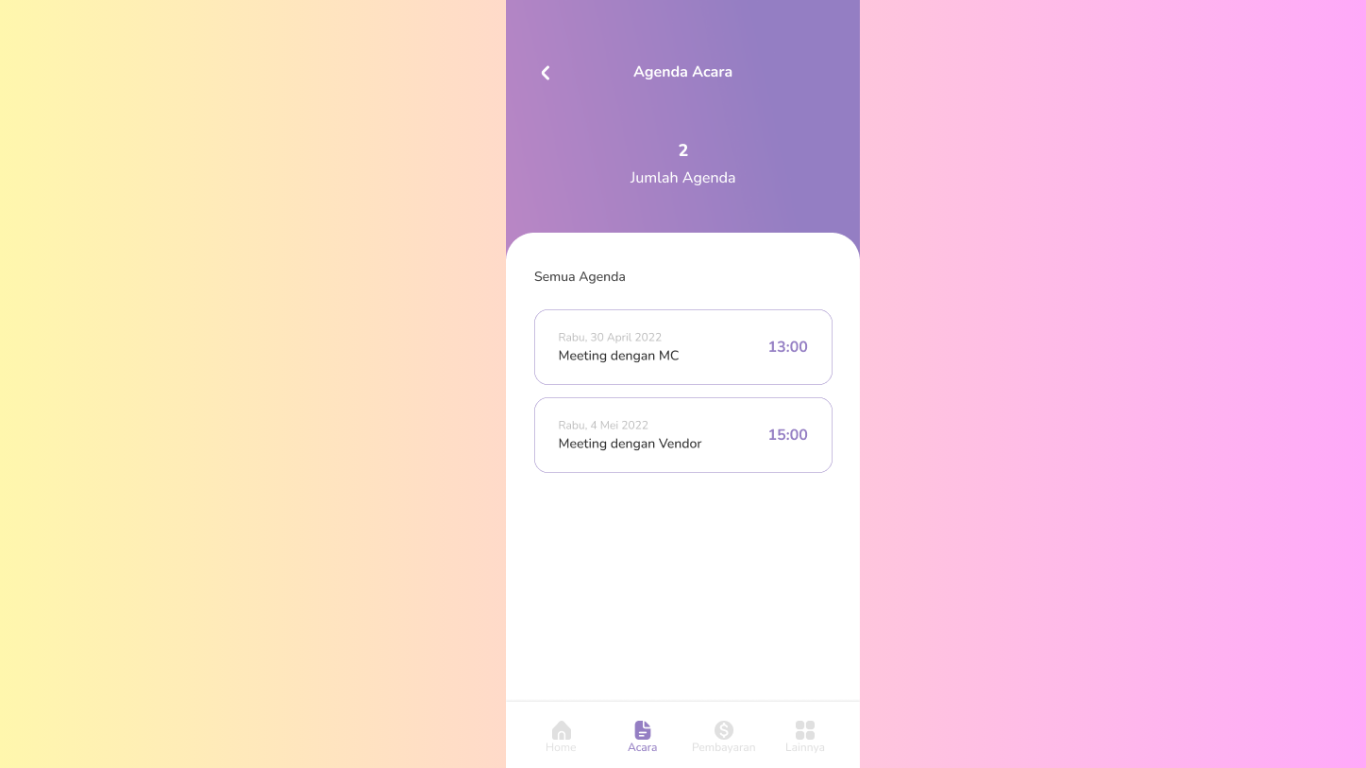 Agenda Acara
2
Jumlah Agenda
Semua Agenda
Rabu, 30 April 2022
Meeting dengan MC
13:00
Rabu, 4 Mei 2022
Meeting dengan Vendor
15:00
Home
Acara
Pembayaran
Lainnya